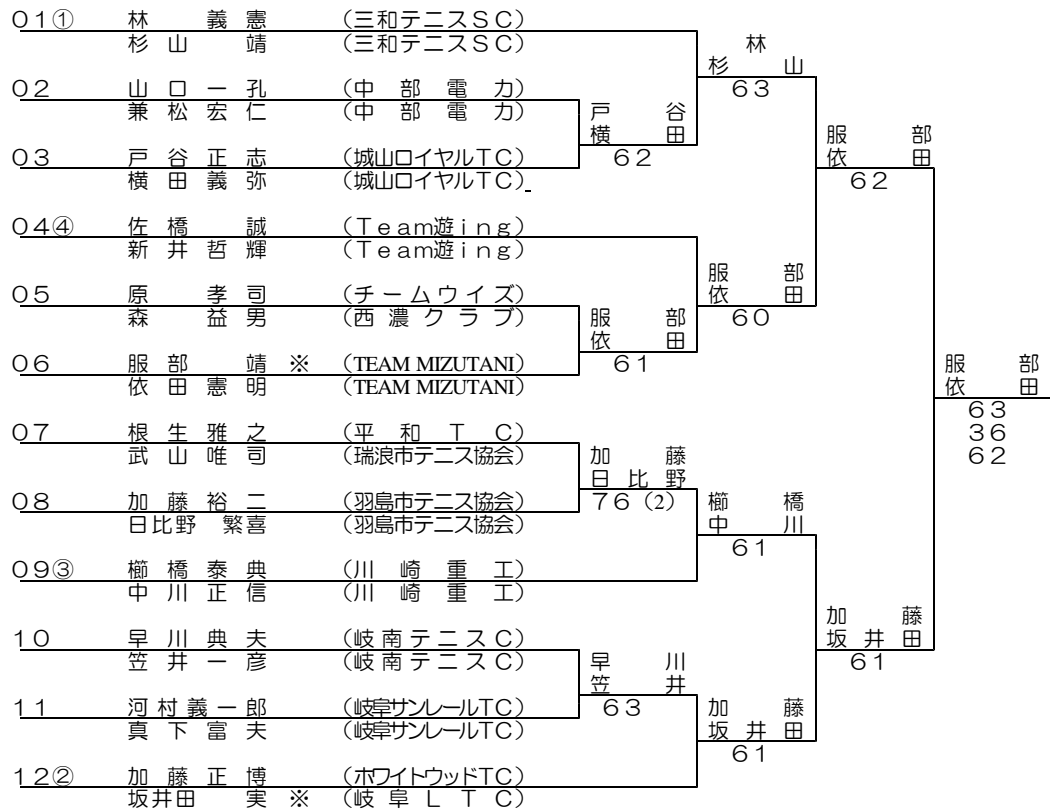 01① 林 義憲 (三和テニスSC)
杉山 靖 (三和テニスSC)
02 山口一孔 (中部電力)
兼松宏仁 (中部電力)
03 戸谷正志 (城山ロイヤルTC)
横田義弥 (城山ロイヤルTC)
04④ 佐橋 誠 (Team遊ing)
新井哲輝 (Team遊ing)
05 原 孝司 (チームウイズ)
森 益男 (西濃クラブ)
06 服部 靖 ※ (TEAM MIZUTANI)
依田憲明 (TEAM MIZUTANI)
07 根生雅之 (平和TC)
武山唯司 (瑞浪市テニス協会)
08 加藤裕二 (羽島市テニス協会)
日比野 繁喜 (羽島市テニス協会)
09③ 櫛橋泰典 (川崎重工)
中川正信 (川崎重工)
10 早川典夫 (岐南テニスC)
笠井一彦 (岐南テニスC)
11 河村義一郎 (岐阜サンレールTC)
真下富夫 (岐阜サンレールTC)
12② 加藤正博 (ホワイトウッドTC)
坂井田 実 ※ (岐阜LTC)
戸谷
横田
62
服部
依田
61
加藤
日比野
76(2)
早川
笠井
63
林
杉山
63
服部
依田
60
櫛橋
中川
61
加藤
坂井田
61
服部
依田
62
加藤
坂井田
61
服部
依田
63
36
62